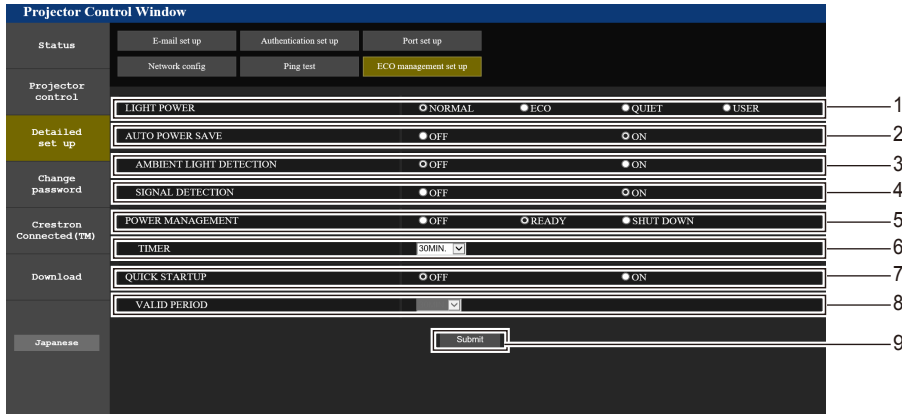 Projector Control Window
Status
E-mail set up
Authentication set up
Port set up
Network config
Ping test
ECO management set up
Projector control
Detailed set up
Change password
Crestron Connected(TM)
Download
Japanese
LIGHT POWER NORMAL ECO QUIET USER 1
AUTO POWER SAVE OFF ON 2
AMBIENT LIGHT DETECTION OFF ON 3
SIGNAL DETECTION OFF ON 4
POWER MANAGEMENT OFF READY SHUT DOWN 5
TIMER 30MIN. 6
QUICK STARTUP OFF ON 7
VALID PERIOD 8
Submit 9